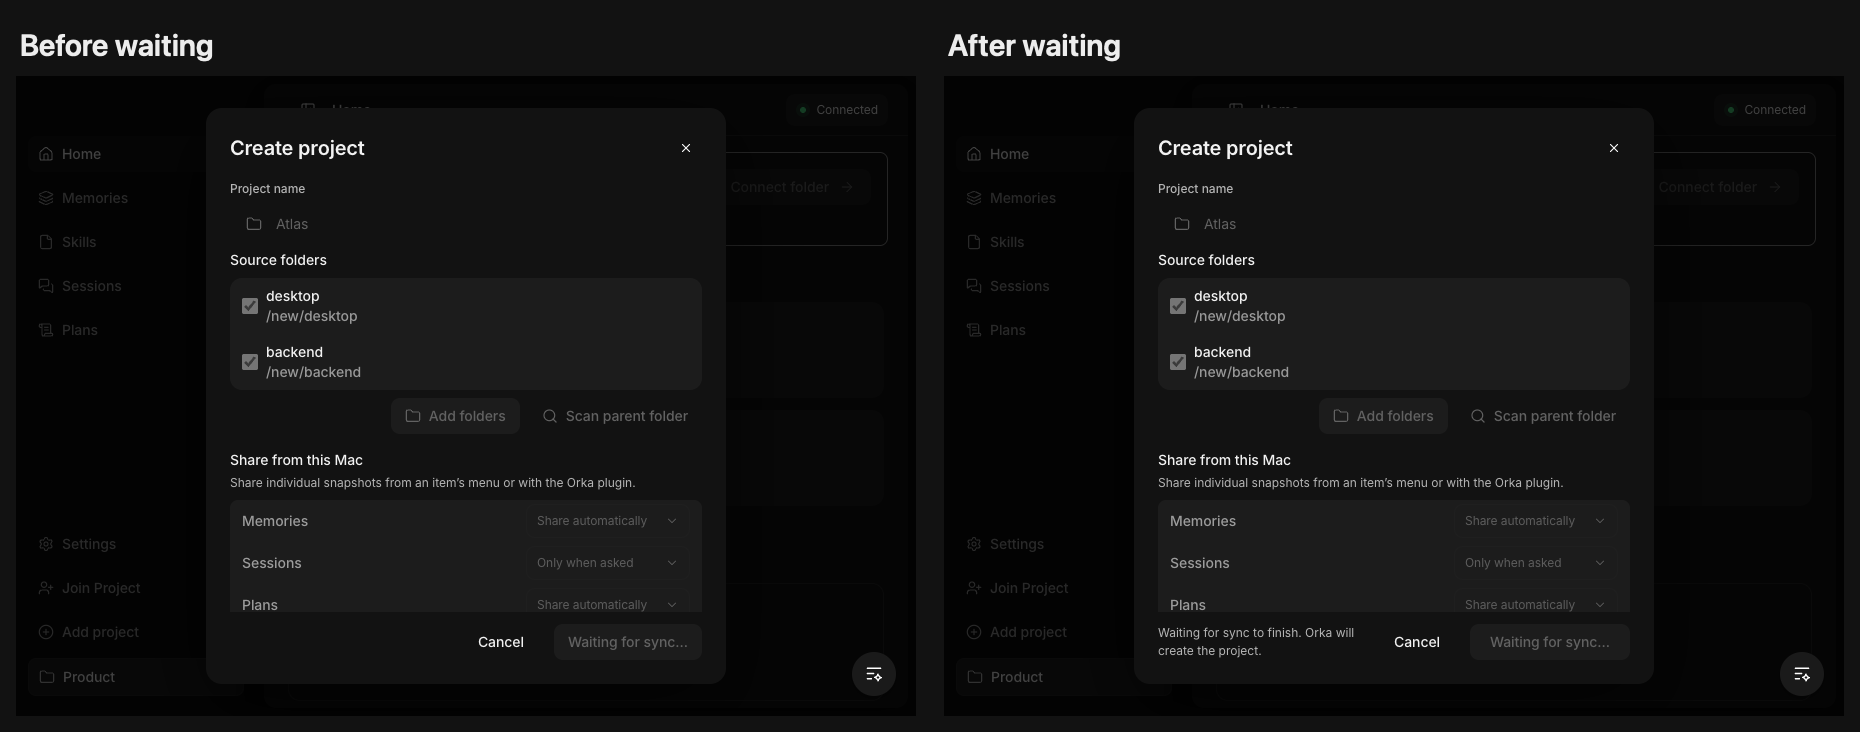 Before waiting
Home
Connected
Create project
Home
Project name
Connect folder
Atlas
Memories
Source folders
Skills
desktop
/new/desktop
Sessions
backend
/new/backend
Plans
Add folders
Scan parent folder
Share from this Mac
Share individual snapshots from an item's menu or with the Orka plugin.
Memories
Share automatically
Sessions
Only when asked
Plans
Share automatically
Settings
Join Project
Add project
Product
Cancel
Waiting for sync...
After waiting
Home
Connected
Create project
Home
Project name
Connect folder
Atlas
Memories
Source folders
Skills
desktop
/new/desktop
Sessions
backend
/new/backend
Plans
Add folders
Scan parent folder
Share from this Mac
Share individual snapshots from an item's menu or with the Orka plugin.
Memories
Share automatically
Sessions
Only when asked
Plans
Share automatically
Settings
Join Project
Add project
Product
Waiting for sync to finish. Orka will
create the project.
Cancel
Waiting for sync...